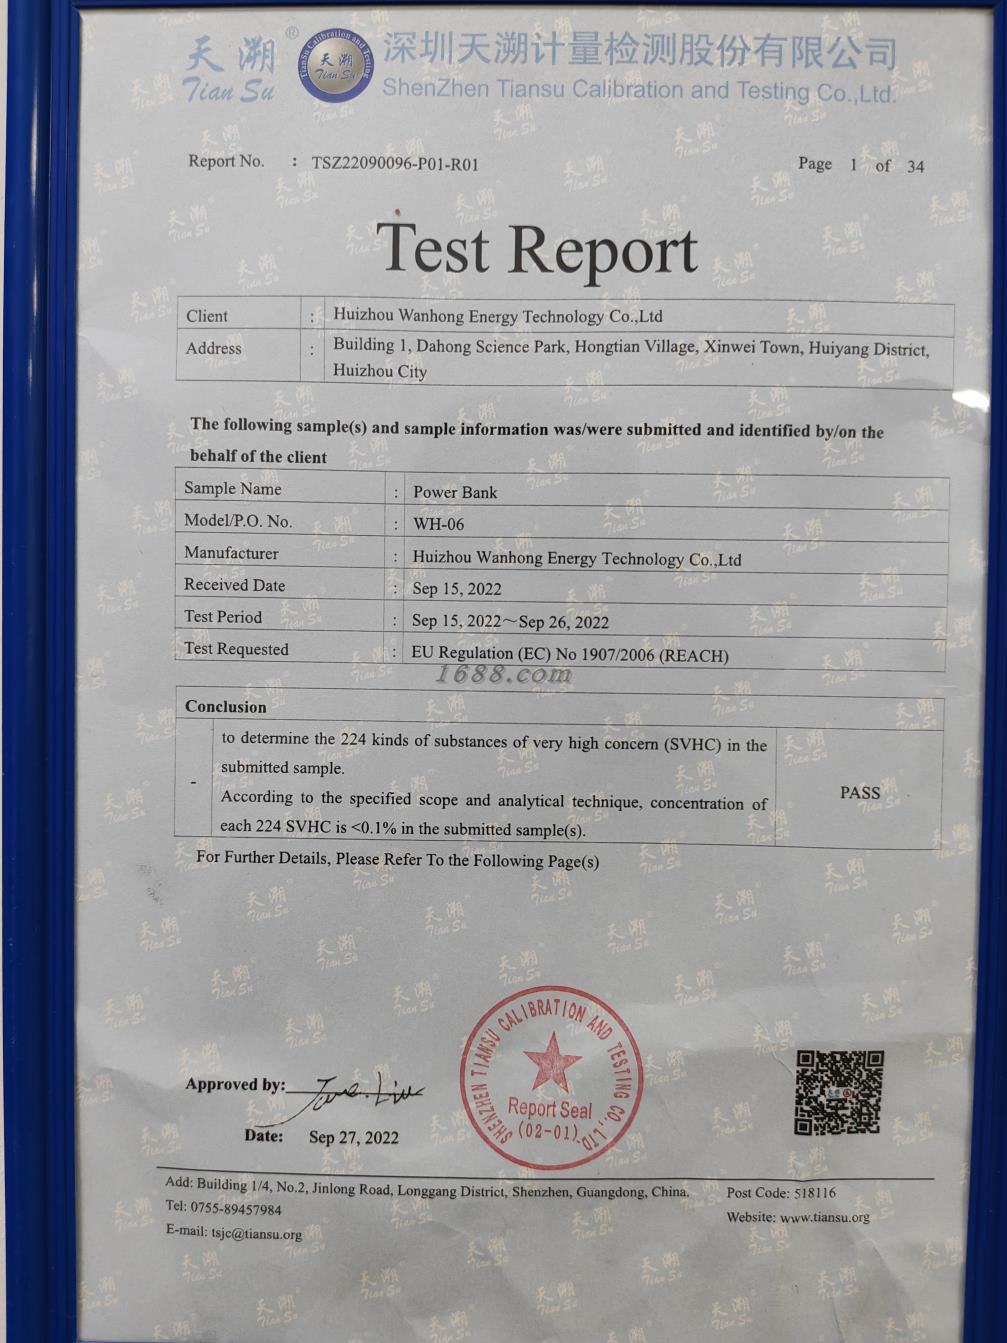 天溯®
Tian Su
TianSu Calibration and Testing
天溯
Tian Su
深圳天溯计量检测股份有限公司
ShenZhen Tiansu Calibration and Testing Co.,Ltd.
Report No. : TSZ22090096-P01-R01
Page 1 of 34
Test Report
Client : Huizhou Wanhong Energy Technology Co.,Ltd
Address : Building 1, Dahong Science Park, Hongtian Village, Xinwei Town, Huiyang District,
Huizhou City
The following sample(s) and sample information was/were submitted and identified by/on the
behalf of the client
Sample Name : Power Bank
Model/P.O. No. : WH-06
Manufacturer : Huizhou Wanhong Energy Technology Co.,Ltd
Received Date : Sep 15, 2022
Test Period : Sep 15, 2022～Sep 26, 2022
Test Requested : EU Regulation (EC) No 1907/2006 (REACH)
1688.com
Conclusion
to determine the 224 kinds of substances of very high concern (SVHC) in the
submitted sample.
- PASS
According to the specified scope and analytical technique, concentration of
each 224 SVHC is <0.1% in the submitted sample(s).
For Further Details, Please Refer To the Following Page(s)
SHENZHEN TIANSU CALIBRATION AND TESTING CO.,LTD.
Report Seal
(02-01)
Approved by:
Date: Sep 27, 2022
Add: Building 1/4, No.2, Jinlong Road, Longgang District, Shenzhen, Guangdong, China.
Post Code: 518116
Tel: 0755-89457984
Website: www.tiansu.org
E-mail: tsjc@tiansu.org